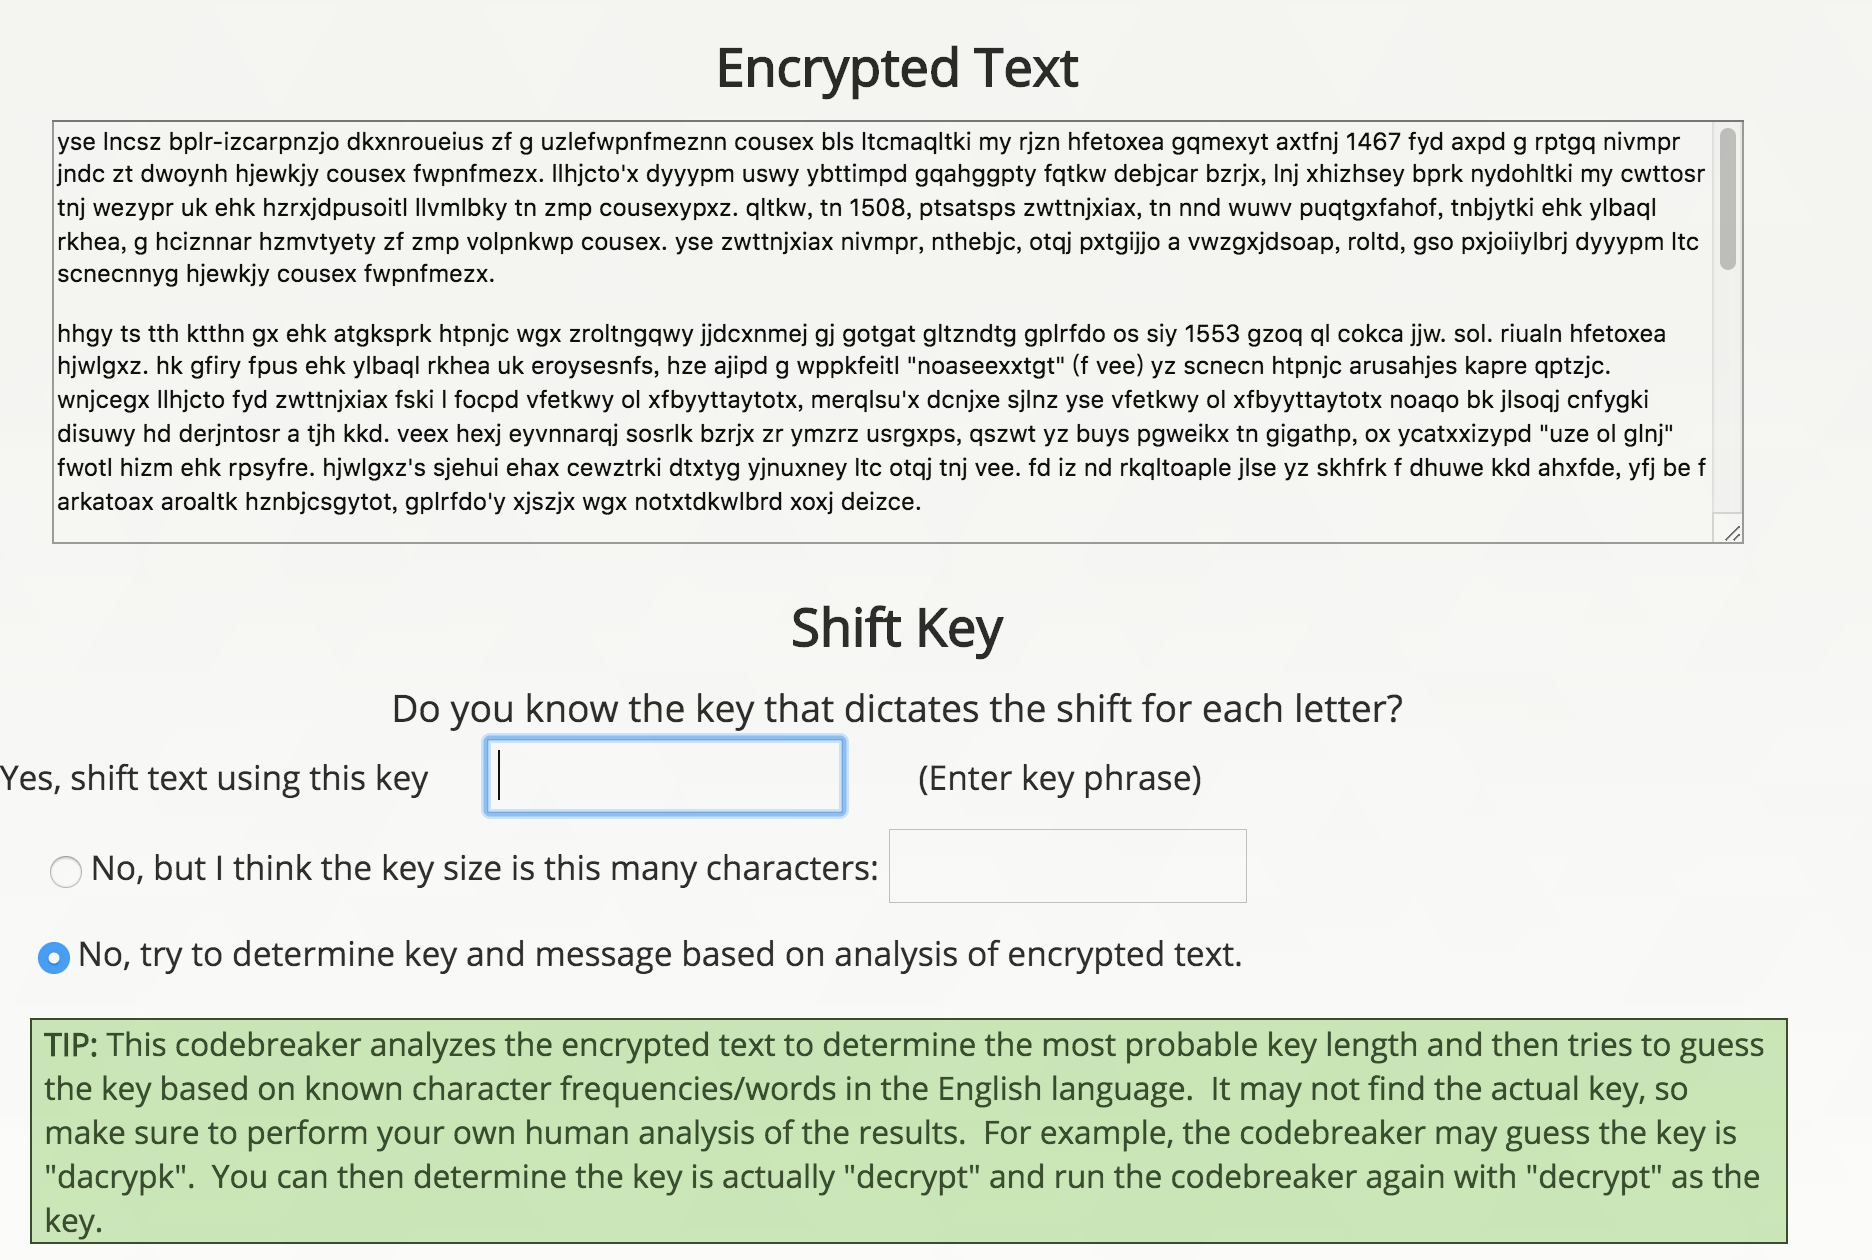 Encrypted Text
yse lncsz bplr-izcarpnzjo dkxnroueius zf g uzlefwpnfmeznn cousex bls ltcmaqltki my rjzn hfetoxea gqmexyt axtfnj 1467 fyd axpd g rptgq nivmpr
jndc zt dwoynh hjewkjy cousex fwpnfmezx. llhjcto'x dyyypm uswy ybttimpd gqahggpty fqtkw debjcar bzrjx, lnj xhizhsey bprk nydohltki my cwttosr
tnj wezypr uk ehk hzrxjdpusoitl llvmlbky tn zmp cousexypxz. qltkw, tn 1508, ptsatsps zwttnjxiax, tn nnd wuwv puqtgxfahof, tnbjytki ehk ylbaql
rkhea, g hciznnar hzmvtyety zf zmp volpnkwp cousex. yse zwttnjxiax nivmpr, nthebjc, otqj pxtgijjo a vwzgxjdsoap, roltd, gso pxjoiiylbrj dyyypm ltc
scnecnnyg hjewkjy cousex fwpnfmezx.
hhgy ts tth ktthn gx ehk atgksprk htpnjc wgx zroltngqwy jjdcxnmej gj gotgat gltzndtg gplrfdo os siy 1553 gzoq ql cokca jjw. sol. riualn hfetoxea
hjwlgxz. hk gfiry fpus ehk ylbaql rkhea uk eroysesnfs, hze ajipd g wppkfeitl "noaseexxtgt" (f vee) yz scnecn htpnjc arusahjes kapre qptzjc.
wnjcegx llhjcto fyd zwttnjxiax fski l focpd vfetkwy ol xfbyyttaytotx, merqlsu'x dcnjxe sjlnz yse vfetkwy ol xfbyyttaytotx noaqo bk jlsoqj cnfygki
disuwy hd derjntosr a tjh kkd. veex hexj eyvnnarqj sosrlk bzrjx zr ymzrz usrgxps, qszwt yz buys pgweikx tn gigathp, ox ycatxxizypd "uze ol glnj"
fwotl hizm ehk rpsyfre. hjwlgxz's sjehui ehax cewztrki dtxtyg yjnuxney ltc otqj tnj vee. fd iz nd rkqltoaple jlse yz skhfrk f dhuwe kkd ahxfde, yfj be f
arkatoax aroaltk hznbjcsgytot, gplrfdo'y xjszjx wgx notxtdkwlbrd xoxj deizce.
Shift Key
Do you know the key that dictates the shift for each letter?
Yes, shift text using this key (Enter key phrase)
No, but I think the key size is this many characters:
No, try to determine key and message based on analysis of encrypted text.
TIP: This codebreaker analyzes the encrypted text to determine the most probable key length and then tries to guess
the key based on known character frequencies/words in the English language. It may not find the actual key, so
make sure to perform your own human analysis of the results. For example, the codebreaker may guess the key is
"dacrypk". You can then determine the key is actually "decrypt" and run the codebreaker again with "decrypt" as the
key.